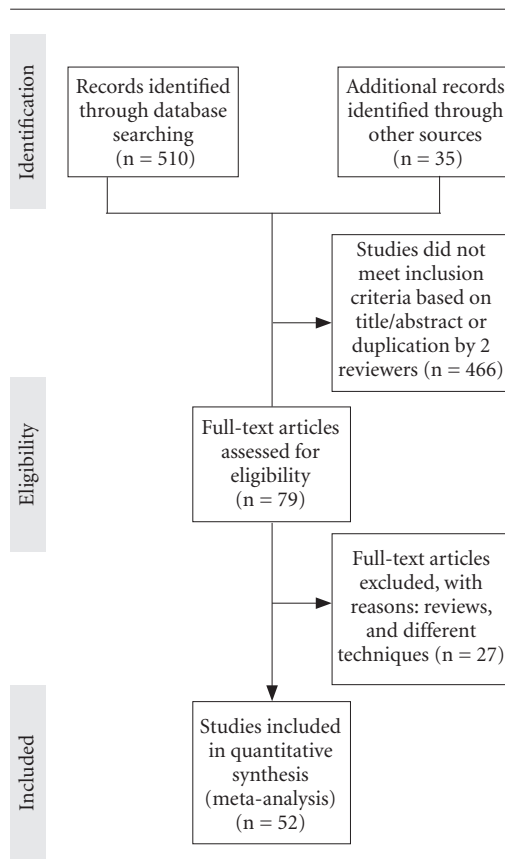 Identification
Records identified
through database
searching
(n = 510)
Additional records
identified through
other sources
(n = 35)
Studies did not
meet inclusion
criteria based on
title/abstract or
duplication by 2
reviewers (n = 466)
Eligibility
Full-text articles
assessed for
eligibility
(n = 79)
Full-text articles
excluded, with
reasons: reviews,
and different
techniques (n = 27)
Included
Studies included
in quantitative
synthesis
(meta-analysis)
n = 52)